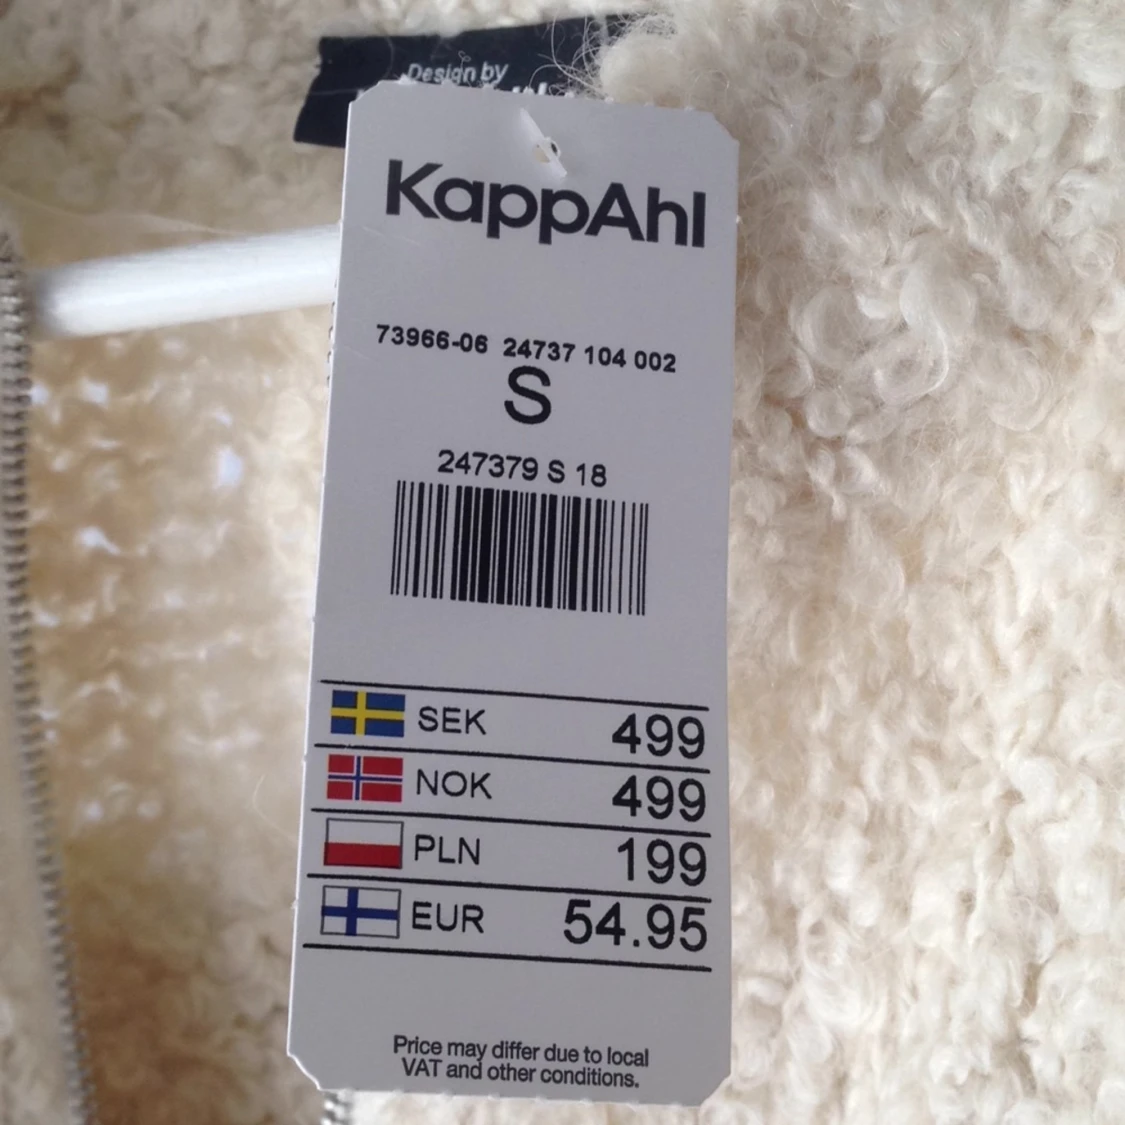 Design by
KappAhl
73966-06 24737 104 002
S
247379 S 18
SEK 499
NOK 499
PLN 199
EUR 54.95
Price may differ due to local
VAT and other conditions.